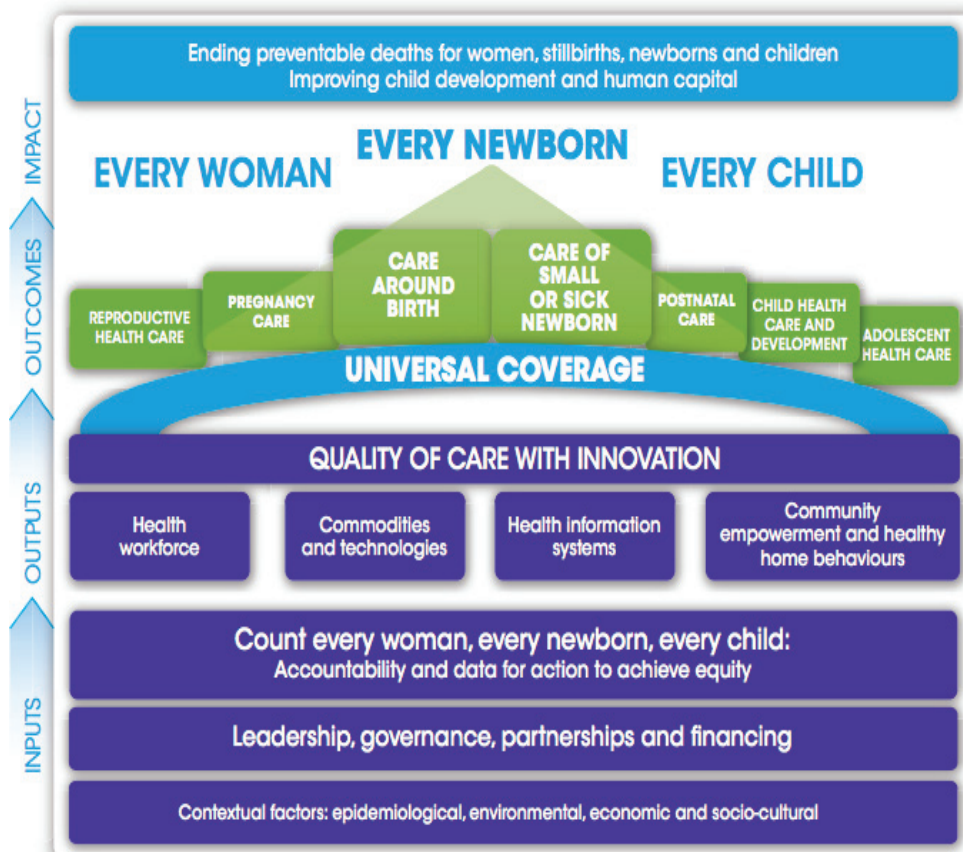 Ending preventable deaths for women, stillbirths, newborns and children
Improving child development and human capital
IMPACT
EVERY WOMAN
EVERY NEWBORN
EVERY CHILD
OUTCOMES
REPRODUCTIVE
HEALTH CARE
PREGNANCY
CARE
CARE
AROUND
BIRTH
CARE OF
SMALL
OR SICK
NEWBORN
POSTNATAL
CARE
CHILD HEALTH
CARE AND
DEVELOPMENT
ADOLESCENT
HEALTH CARE
UNIVERSAL COVERAGE
OUTPUTS
QUALITY OF CARE WITH INNOVATION
Health
workforce
Commodities
and technologies
Health information
systems
Community
empowerment and healthy
home behaviours
INPUTS
Count every woman, every newborn, every child:
Accountability and data for action to achieve equity
Leadership, governance, partnerships and financing
Contextual factors: epidemiological, environmental, economic and socio-cultural